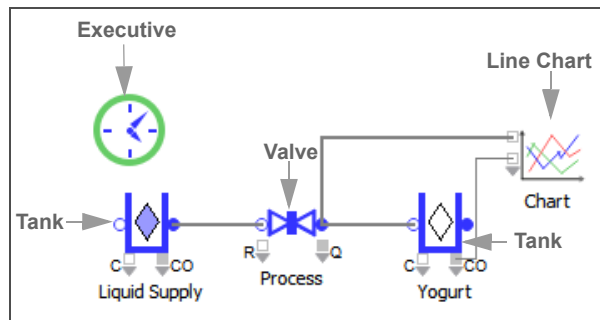 Executive
Line Chart
Valve
Chart
Tank
Tank
R
Q
C
CO
C
CO
Process
Liquid Supply
Yogurt